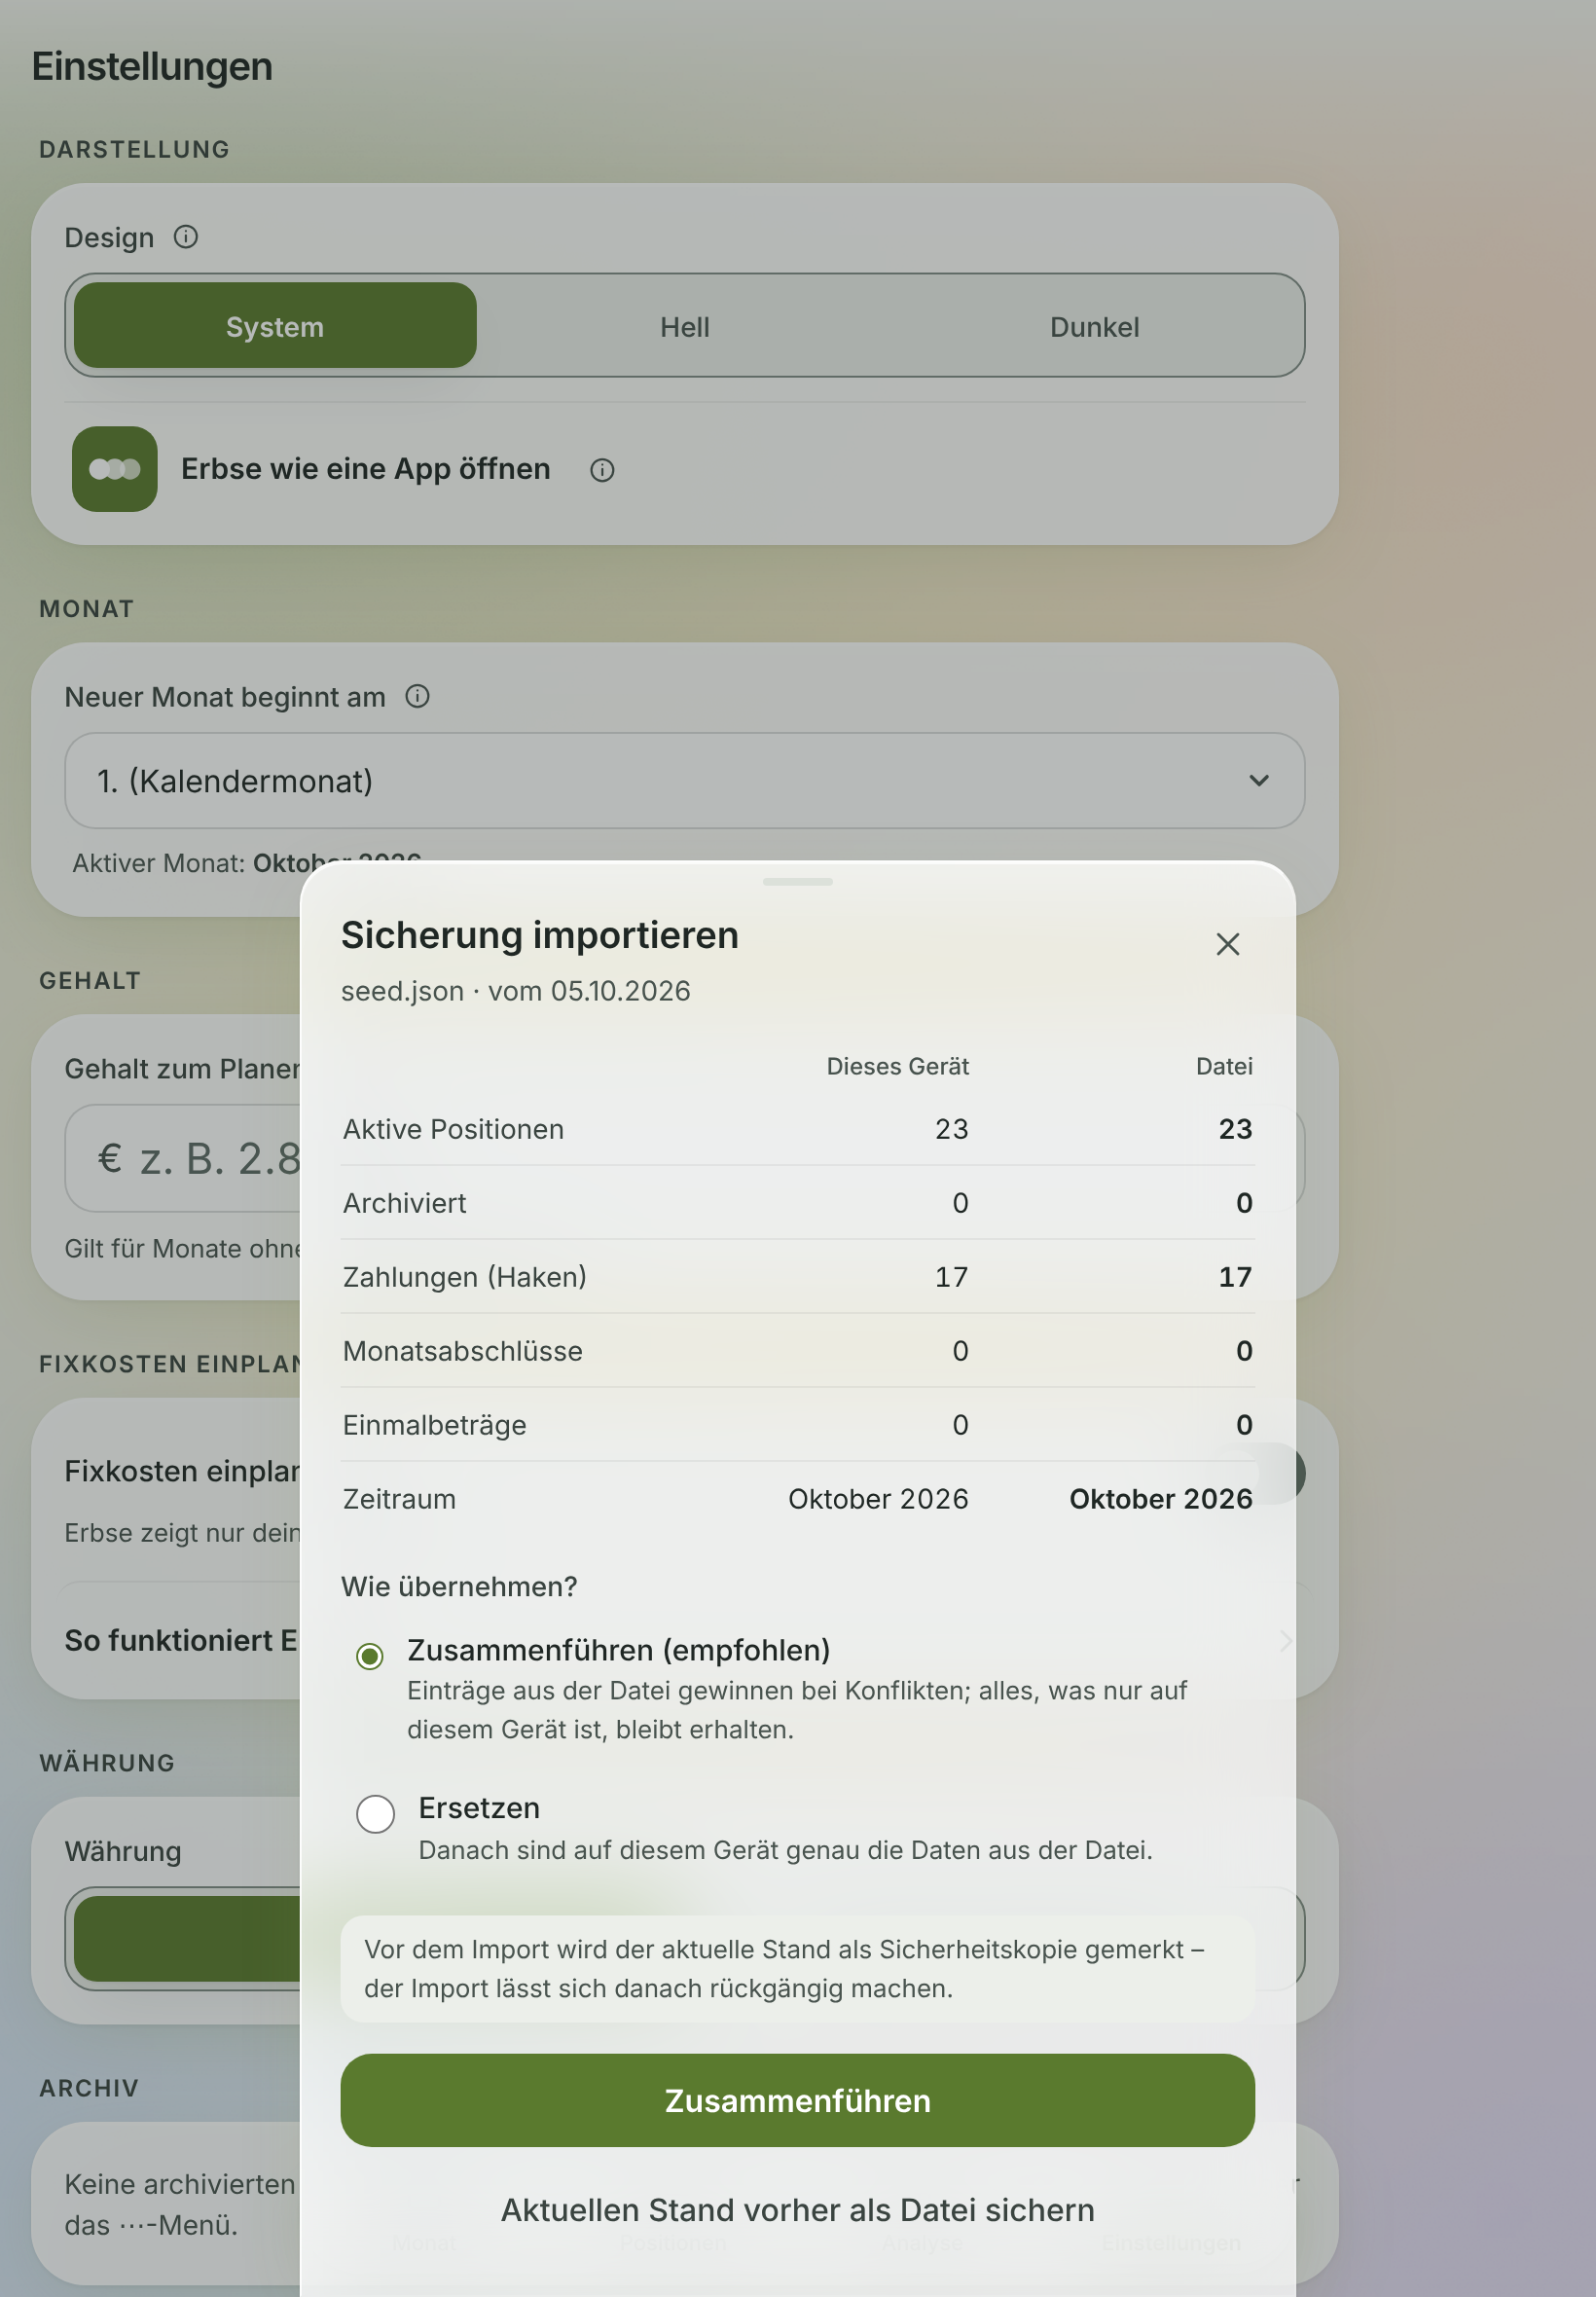 Einstellungen
DARSTELLUNG
Design
System Hell Dunkel
Erbse wie eine App öffnen
MONAT
Neuer Monat beginnt am
1. (Kalendermonat)
Aktiver Monat: Oktober 2026
GEHALT
Gehalt zum Planen
€ z. B. 2.8
Gilt für Monate ohne
FIXKOSTEN EINPLAN
Fixkosten einplan
Erbse zeigt nur dein
So funktioniert E
WÄHRUNG
Währung
ARCHIV
Keine archivierten
das ···-Menü.
Sicherung importieren
seed.json · vom 05.10.2026
Dieses Gerät Datei
Aktive Positionen 23 23
Archiviert 0 0
Zahlungen (Haken) 17 17
Monatsabschlüsse 0 0
Einmalbeträge 0 0
Zeitraum Oktober 2026 Oktober 2026
Wie übernehmen?
Zusammenführen (empfohlen)
Einträge aus der Datei gewinnen bei Konflikten; alles, was nur auf
diesem Gerät ist, bleibt erhalten.
Ersetzen
Danach sind auf diesem Gerät genau die Daten aus der Datei.
Vor dem Import wird der aktuelle Stand als Sicherheitskopie gemerkt –
der Import lässt sich danach rückgängig machen.
Zusammenführen
Aktuellen Stand vorher als Datei sichern
Monat Positionen Analyse Einstellungen